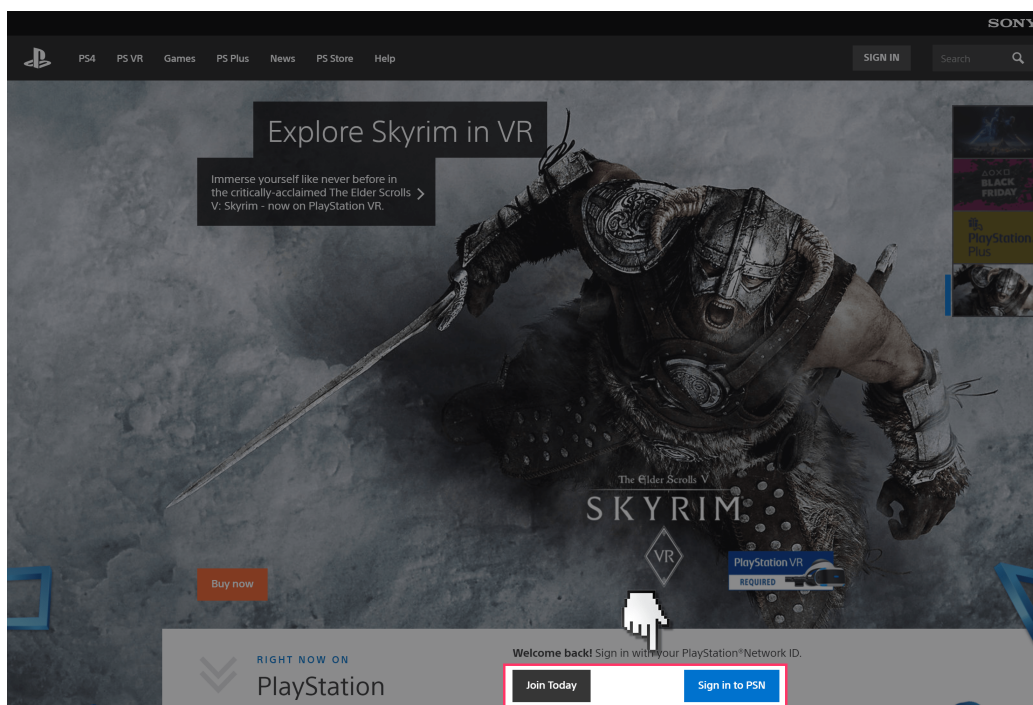 SONY
PS4 PS VR Games PS Plus News PS Store Help SIGN IN Search
Explore Skyrim in VR
Immerse yourself like never before in
the critically-acclaimed The Elder Scrolls
V: Skyrim - now on PlayStation VR.
BLACK
FRIDAY
PlayStation
Plus
The Elder Scrolls V
SKYRIM
VR
PlayStation VR
REQUIRED
Buy now
Welcome back! Sign in with your PlayStation®Network ID.
RIGHT NOW ON
PlayStation
Join Today Sign in to PSN